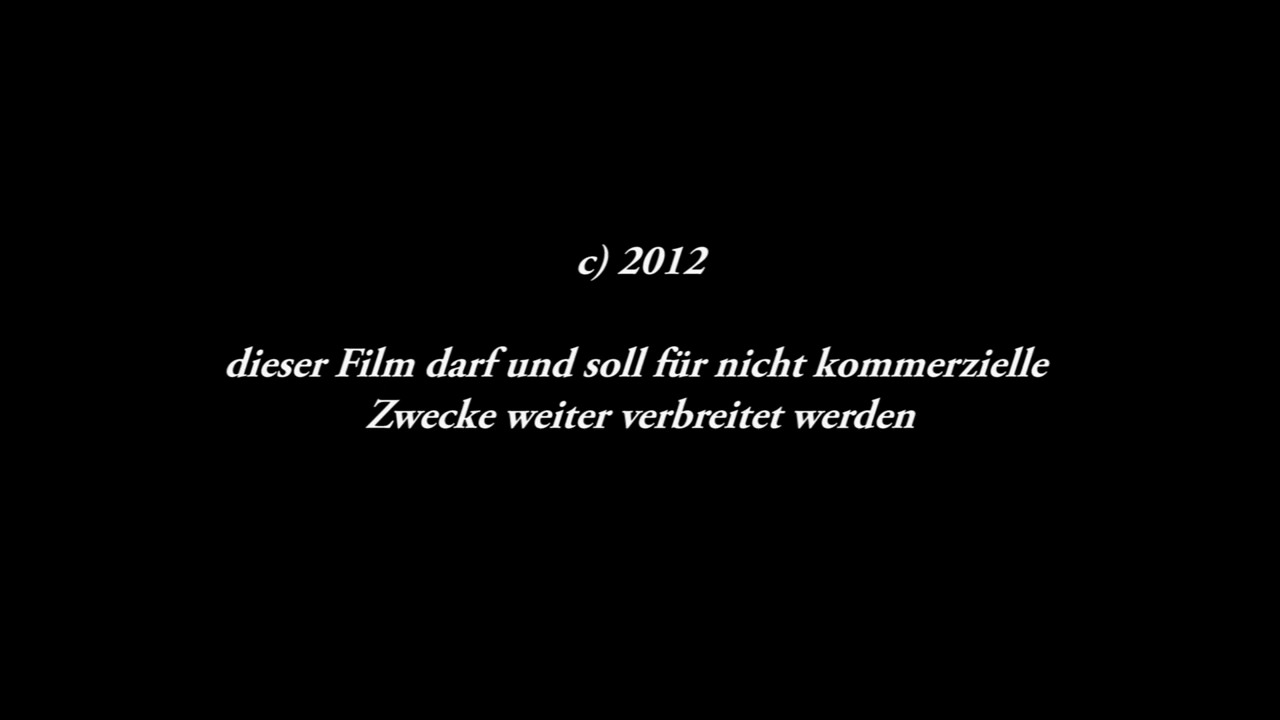 c) 2012
dieser Film darf und soll für nicht kommerzielle
Zwecke weiter verbreitet werden